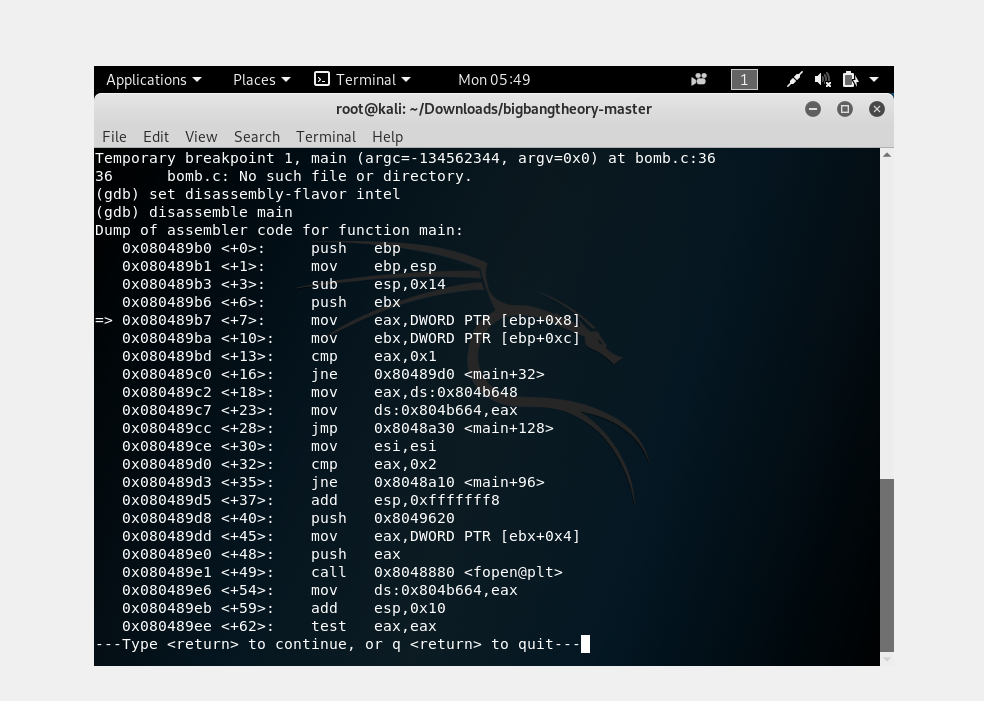 Applications Places Terminal Mon 05:49 1
root@kali: ~/Downloads/bigbangtheory-master
File Edit View Search Terminal Help
Temporary breakpoint 1, main (argc=-134562344, argv=0x0) at bomb.c:36
36      bomb.c: No such file or directory.
(gdb) set disassembly-flavor intel
(gdb) disassemble main
Dump of assembler code for function main:
   0x080489b0 <+0>:     push   ebp
   0x080489b1 <+1>:     mov    ebp,esp
   0x080489b3 <+3>:     sub    esp,0x14
   0x080489b6 <+6>:     push   ebx
=> 0x080489b7 <+7>:     mov    eax,DWORD PTR [ebp+0x8]
   0x080489ba <+10>:    mov    ebx,DWORD PTR [ebp+0xc]
   0x080489bd <+13>:    cmp    eax,0x1
   0x080489c0 <+16>:    jne    0x80489d0 <main+32>
   0x080489c2 <+18>:    mov    eax,ds:0x804b648
   0x080489c7 <+23>:    mov    ds:0x804b664,eax
   0x080489cc <+28>:    jmp    0x8048a30 <main+128>
   0x080489ce <+30>:    mov    esi,esi
   0x080489d0 <+32>:    cmp    eax,0x2
   0x080489d3 <+35>:    jne    0x8048a10 <main+96>
   0x080489d5 <+37>:    add    esp,0xfffffff8
   0x080489d8 <+40>:    push   0x8049620
   0x080489dd <+45>:    mov    eax,DWORD PTR [ebx+0x4]
   0x080489e0 <+48>:    push   eax
   0x080489e1 <+49>:    call   0x8048880 <fopen@plt>
   0x080489e6 <+54>:    mov    ds:0x804b664,eax
   0x080489eb <+59>:    add    esp,0x10
   0x080489ee <+62>:    test   eax,eax
---Type <return> to continue, or q <return> to quit---